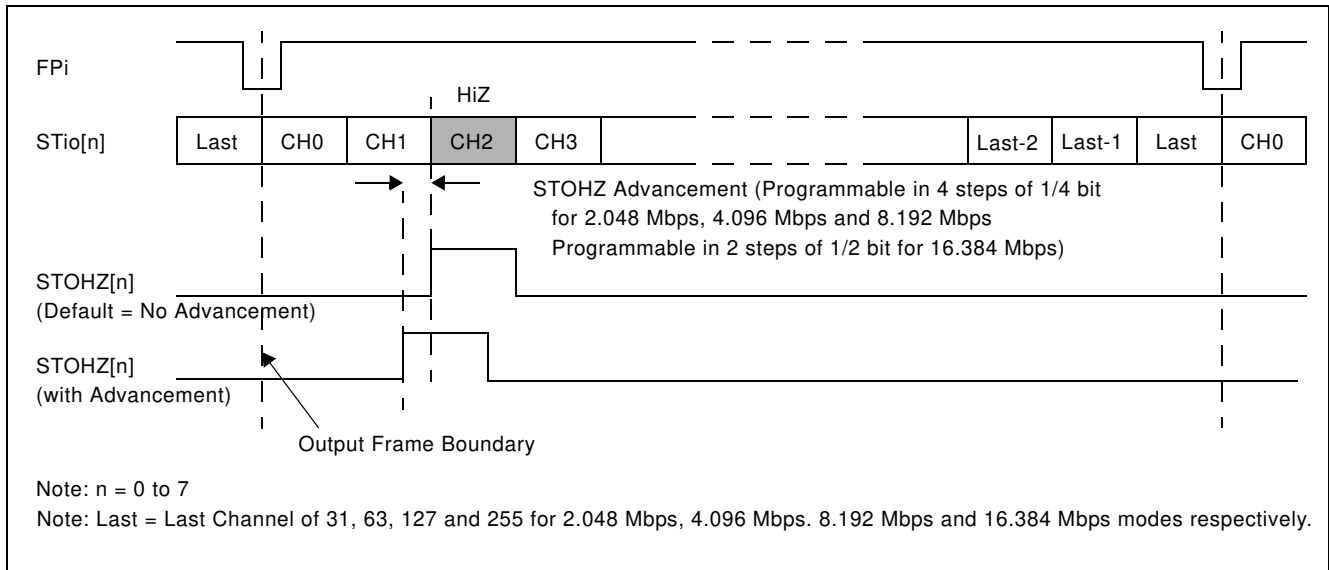 FPi
HiZ
STio[n] Last CH0 CH1 CH2 CH3 Last-2 Last-1 Last CH0
STOHZ Advancement (Programmable in 4 steps of 1/4 bit
for 2.048 Mbps, 4.096 Mbps and 8.192 Mbps
Programmable in 2 steps of 1/2 bit for 16.384 Mbps)
STOHZ[n]
(Default = No Advancement)
STOHZ[n]
(with Advancement)
Output Frame Boundary
Note: n = 0 to 7
Note: Last = Last Channel of 31, 63, 127 and 255 for 2.048 Mbps, 4.096 Mbps. 8.192 Mbps and 16.384 Mbps modes respectively.